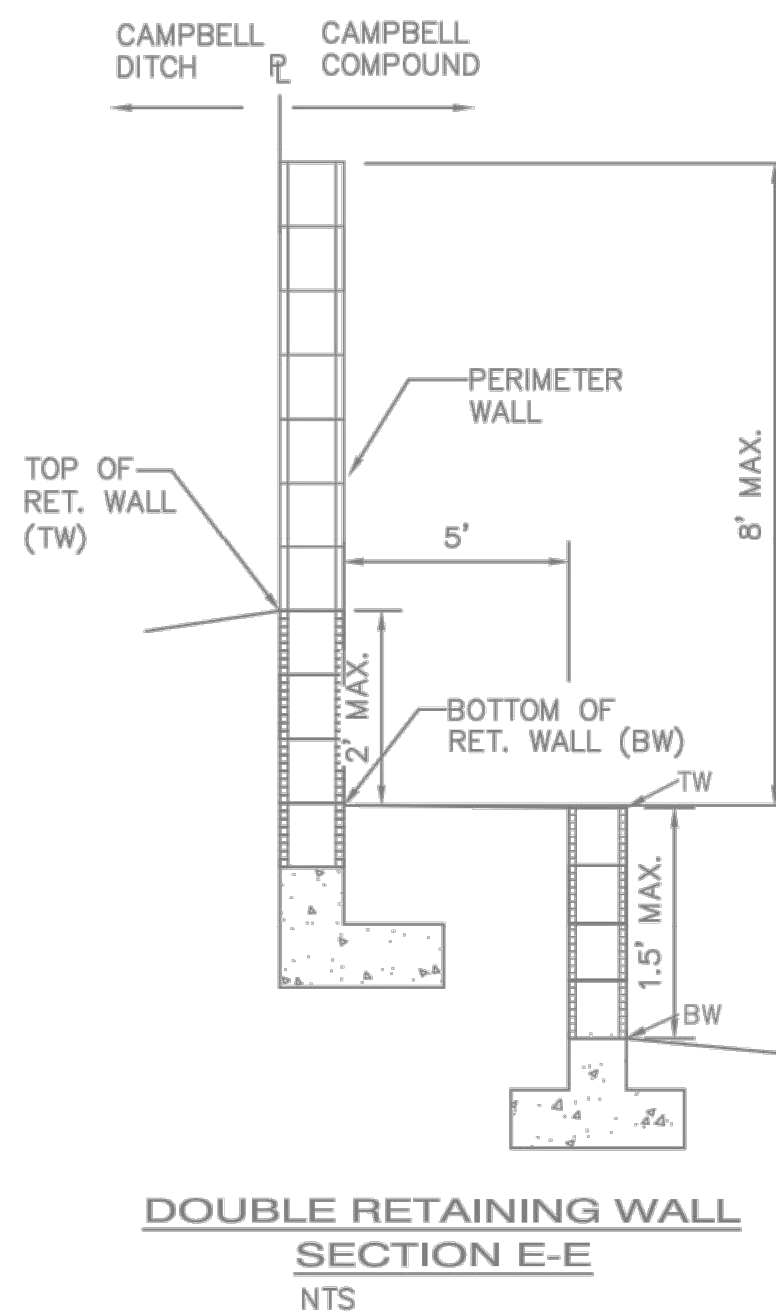 CAMPBELL
DITCH
PL
CAMPBELL
COMPOUND
PERIMETER
WALL
TOP OF
RET. WALL
(TW)
5'
8' MAX.
2' MAX.
BOTTOM OF
RET. WALL (BW)
TW
1.5' MAX.
BW
DOUBLE RETAINING WALL
SECTION E-E
NTS